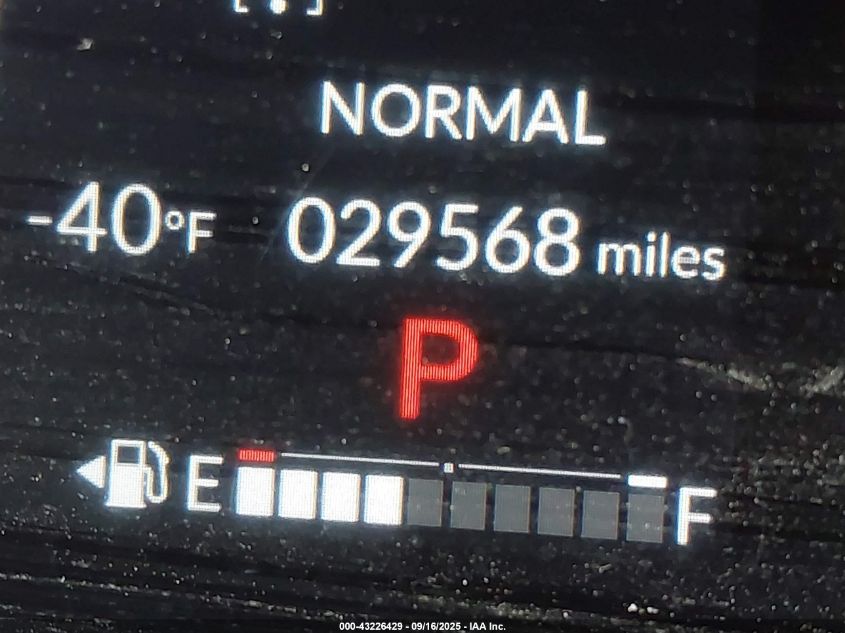 NORMAL
-40°F 029568 miles
P
E F
000-43226429 - 09/16/2025 - IAA Inc.